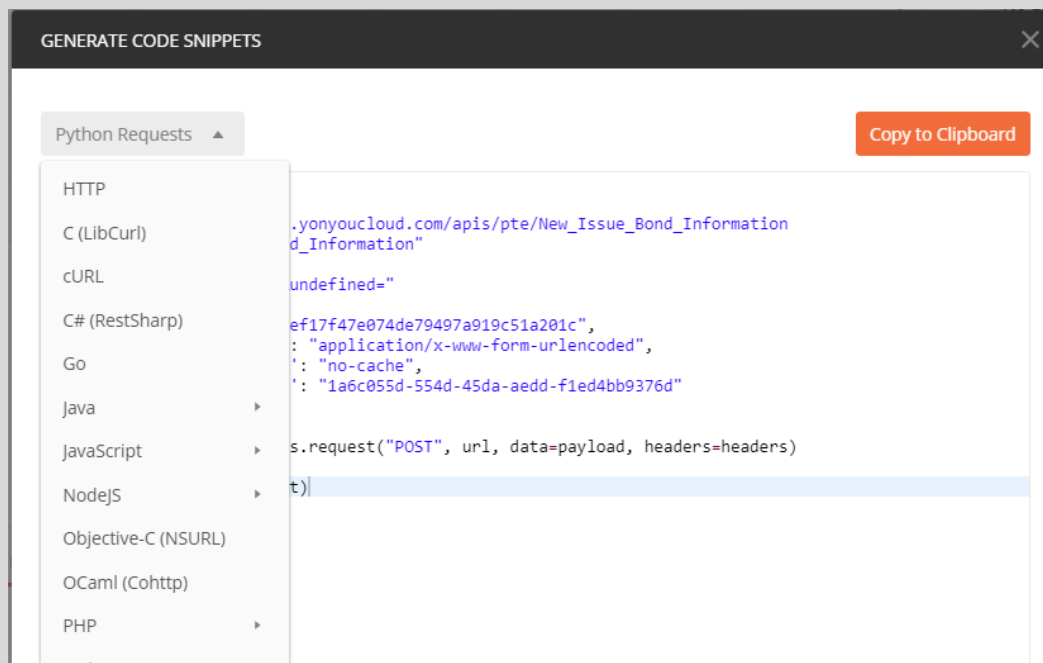 GENERATE CODE SNIPPETS
Python Requests
Copy to Clipboard
HTTP
C (LibCurl)
cURL
C# (RestSharp)
Go
Java
JavaScript
NodeJS
Objective-C (NSURL)
OCaml (Cohttp)
PHP
.yonyoucloud.com/apis/pte/New_Issue_Bond_Information
d_Information"
undefined="
ef17f47e074de79497a919c51a201c",
: "application/x-www-form-urlencoded",
': "no-cache",
': "1a6c055d-554d-45da-aedd-f1ed4bb9376d"
s.request("POST", url, data=payload, headers=headers)
t)